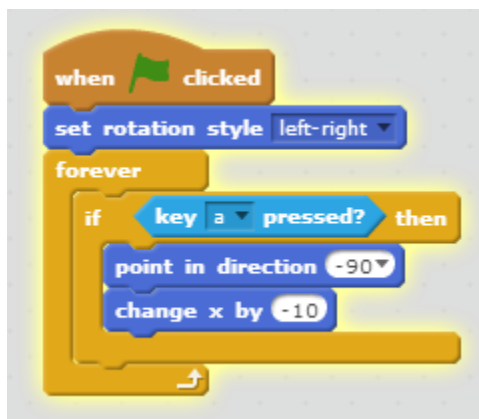 when clicked
set rotation style left-right
forever
if key a pressed? then
point in direction -90
change x by -10